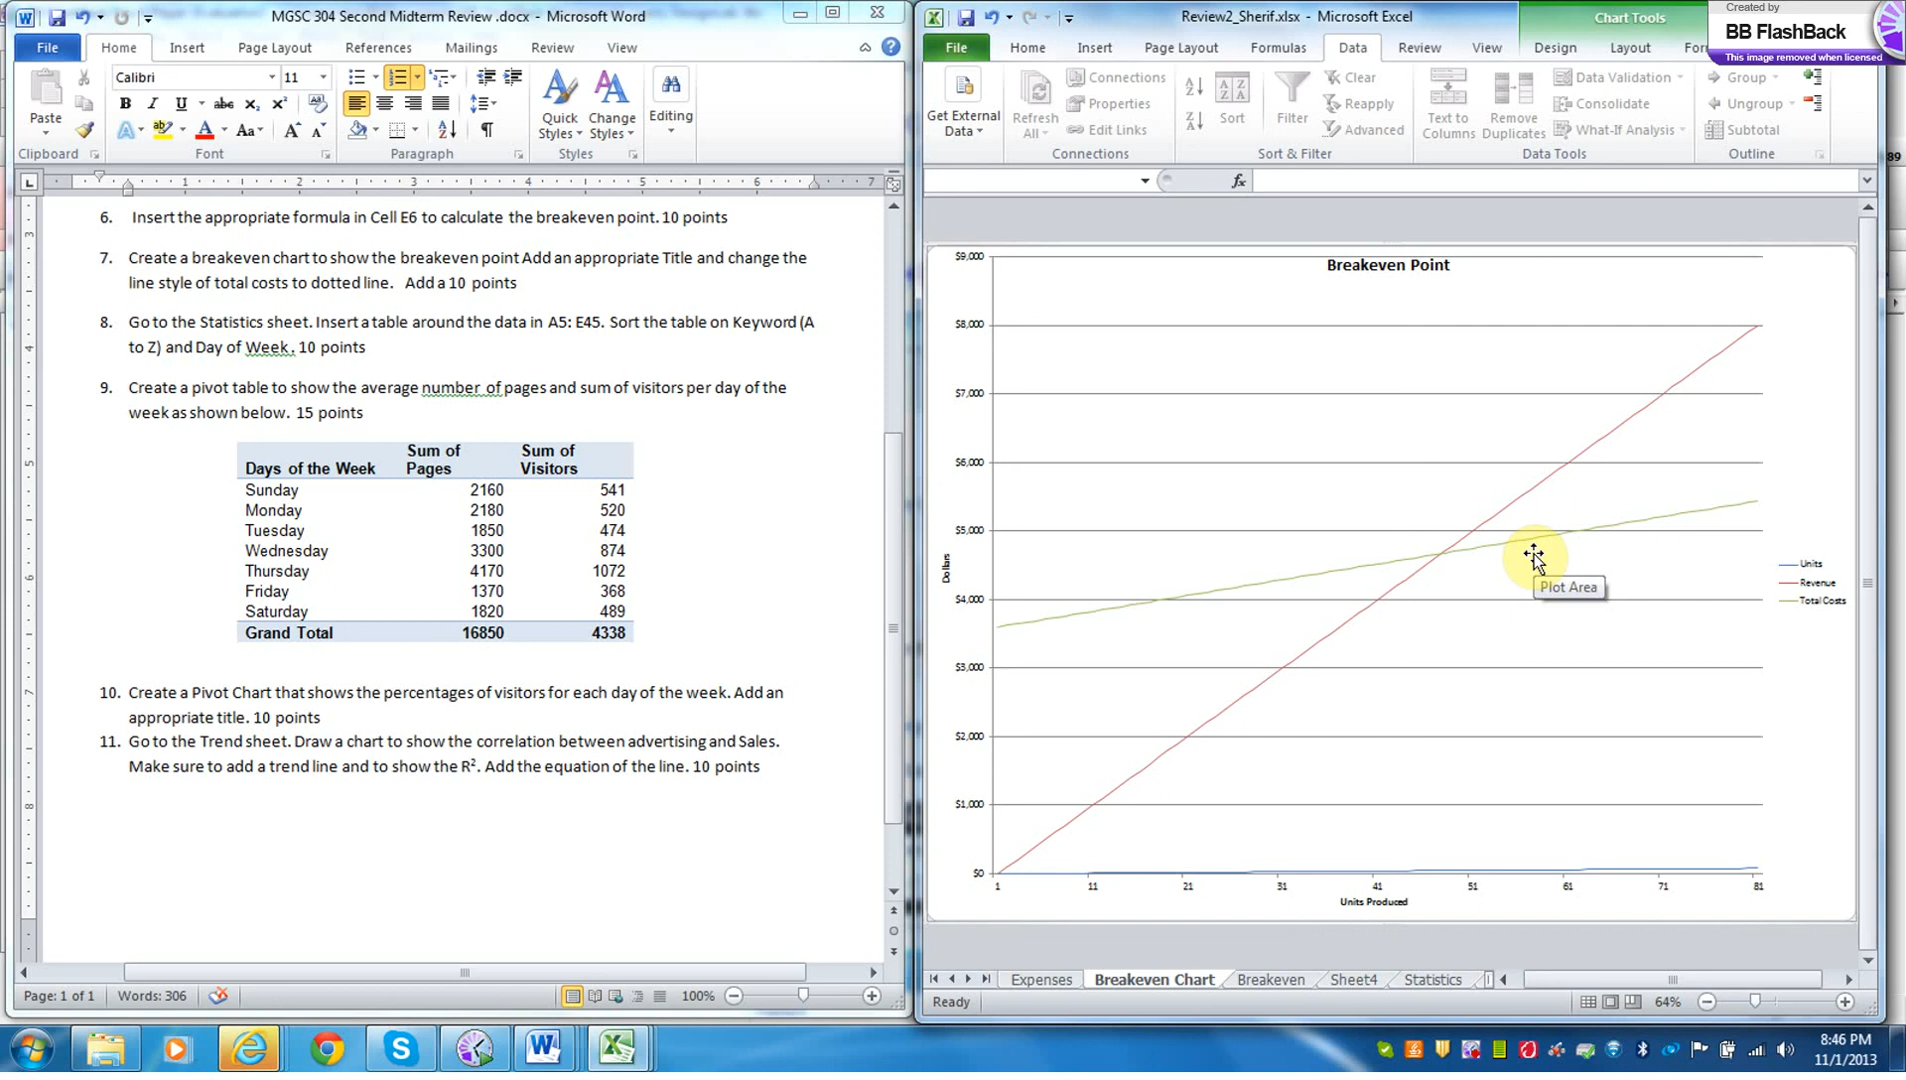 MGSC 304 Second Midterm Review .docx - Microsoft Word
File Home Insert Page Layout References Mailings Review View
Calibri 11
Paste
Clipboard Font Paragraph Styles
Quick Styles Change Styles Editing
6. Insert the appropriate formula in Cell E6 to calculate the breakeven point. 10 points
7. Create a breakeven chart to show the breakeven point Add an appropriate Title and change the
line style of total costs to dotted line. Add a 10 points
8. Go to the Statistics sheet. Insert a table around the data in A5: E45. Sort the table on Keyword (A
to Z) and Day of Week, 10 points
9. Create a pivot table to show the average number of pages and sum of visitors per day of the
week as shown below. 15 points
Days of the Week Sum of Pages Sum of Visitors
Sunday 2160 541
Monday 2180 520
Tuesday 1850 474
Wednesday 3300 874
Thursday 4170 1072
Friday 1370 368
Saturday 1820 489
Grand Total 16850 4338
10. Create a Pivot Chart that shows the percentages of visitors for each day of the week. Add an
appropriate title. 10 points
11. Go to the Trend sheet. Draw a chart to show the correlation between advertising and Sales.
Make sure to add a trend line and to show the R². Add the equation of the line. 10 points
Page: 1 of 1 Words: 306 100%
Review2_Sherif.xlsx - Microsoft Excel
Chart Tools
Created by
BB FlashBack
This image removed when licensed
File Home Insert Page Layout Formulas Data Review View Design Layout
Get External Data
Refresh All
Connections
Properties
Edit Links
Connections
Sort
Filter
Clear
Reapply
Advanced
Sort & Filter
Text to Columns
Remove Duplicates
Data Validation
Consolidate
What-If Analysis
Data Tools
Group
Ungroup
Subtotal
Outline
89
fx
Breakeven Point
$9,000
$8,000
$7,000
$6,000
$5,000
$4,000
$3,000
$2,000
$1,000
$0
Dollars
1 11 21 31 41 51 61 71 81
Units Produced
Plot Area
Units
Revenue
Total Costs
Expenses Breakeven Chart Breakeven Sheet4 Statistics
Ready 64%
8:46 PM
11/1/2013